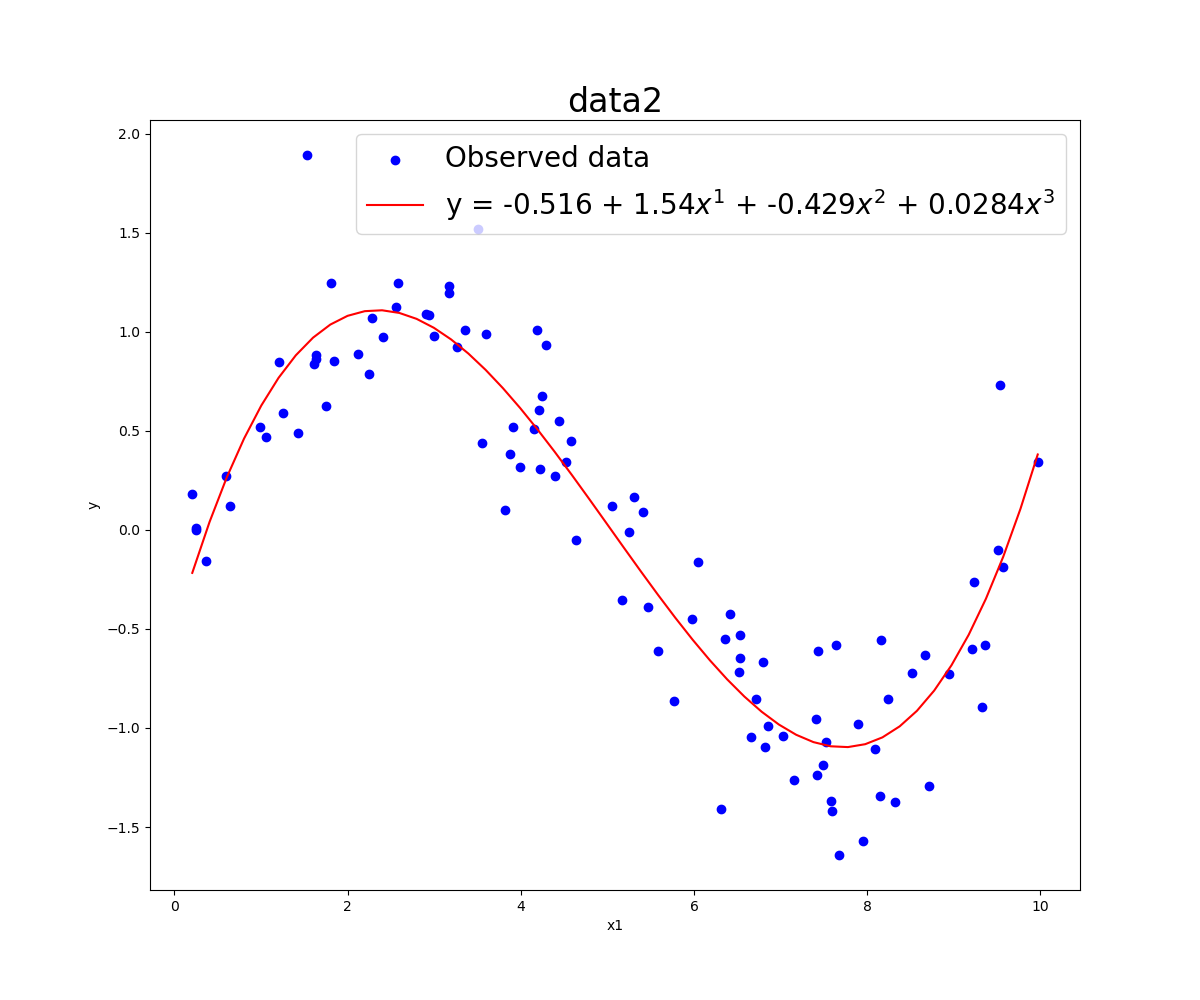 data2
Observed data
y = -0.516 + 1.54x¹ + -0.429x² + 0.0284x³
2.0
1.5
1.0
0.5
0.0
−0.5
−1.0
−1.5
y
0 2 4 6 8 10
x1